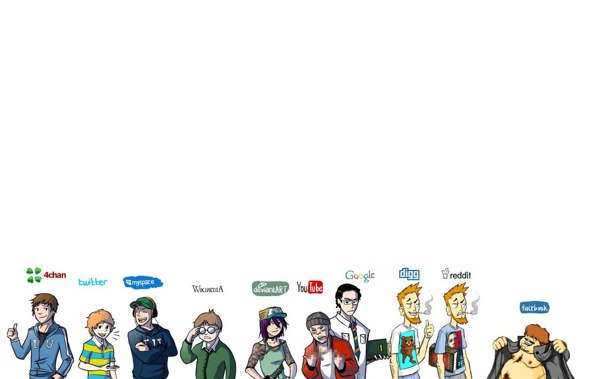 4chan
twitter
myspace
WIKIPEDIA
deviantART
YouTube
Google
digg
reddit
facebook